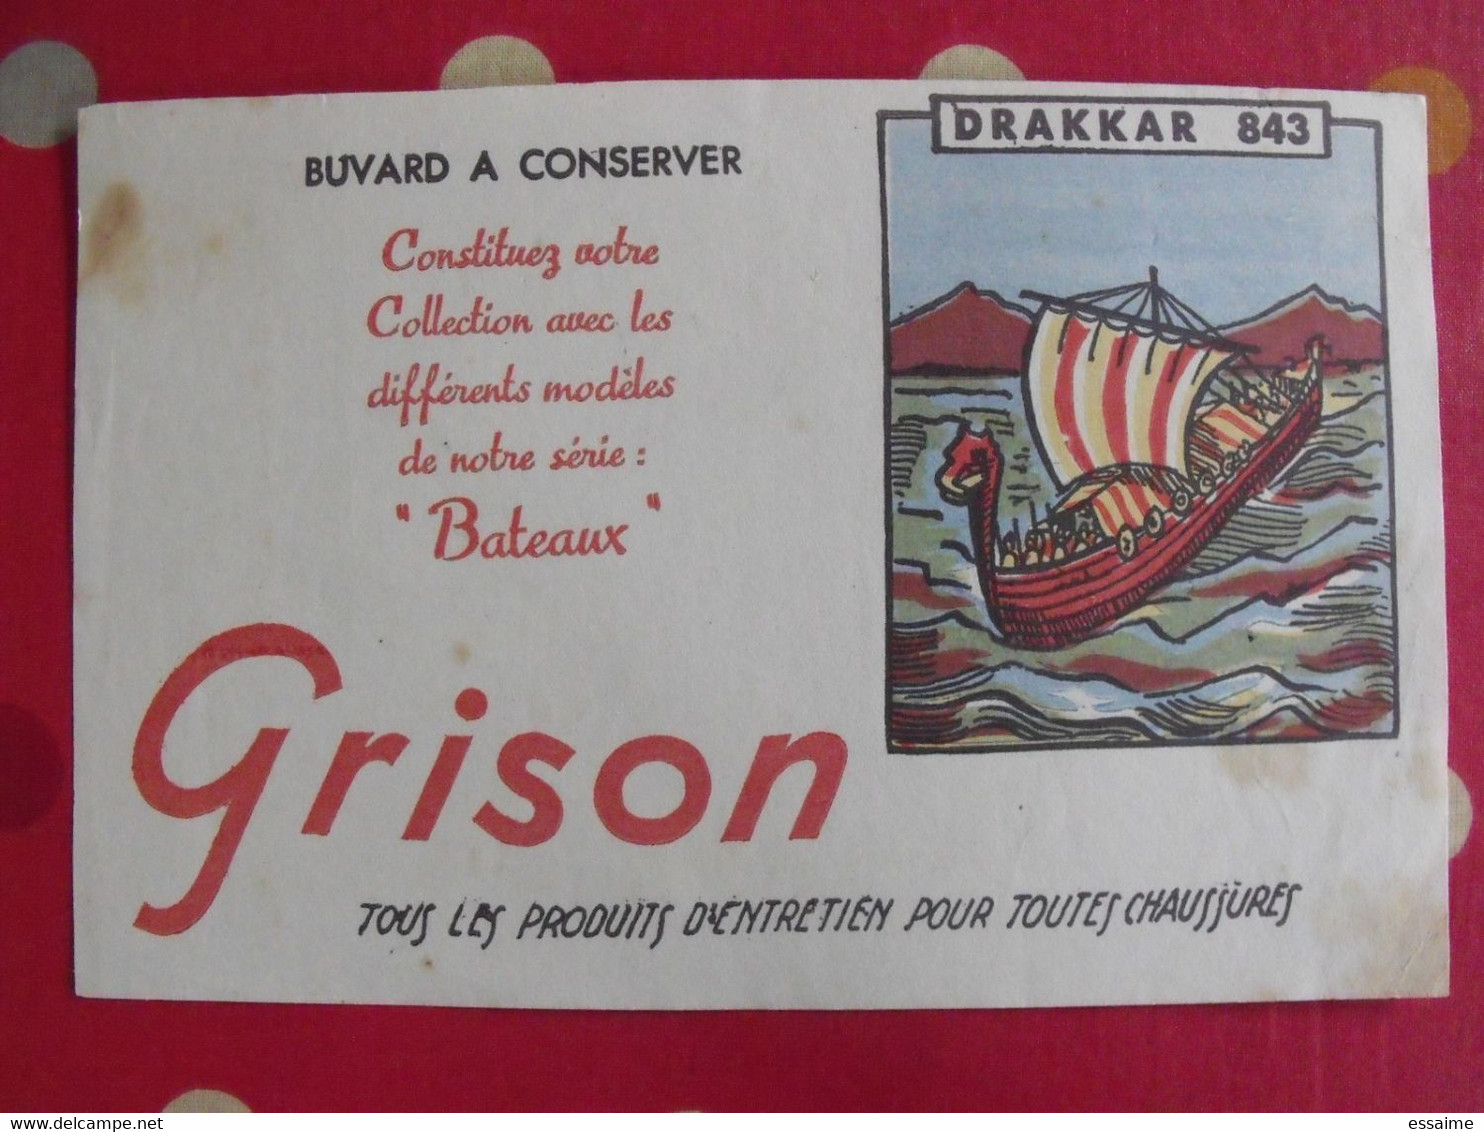 BUVARD A CONSERVER
Constituez votre
Collection avec les
différents modèles
de notre série :
"Bateaux"
DRAKKAR 843
Grison
TOUS LES PRODUITS D'ENTRETIEN POUR TOUTES CHAUSSURES
delcampe.net
essaime